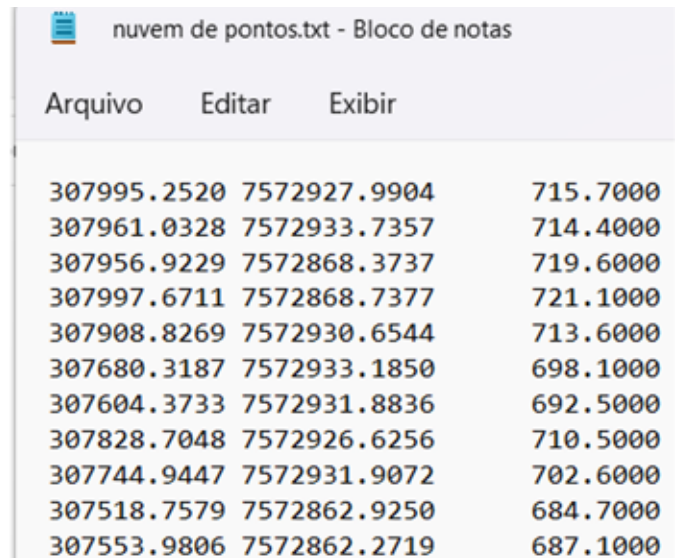 nuvem de pontos.txt - Bloco de notas
Arquivo Editar Exibir
307995.2520 7572927.9904 715.7000
307961.0328 7572933.7357 714.4000
307956.9229 7572868.3737 719.6000
307997.6711 7572868.7377 721.1000
307908.8269 7572930.6544 713.6000
307680.3187 7572933.1850 698.1000
307604.3733 7572931.8836 692.5000
307828.7048 7572926.6256 710.5000
307744.9447 7572931.9072 702.6000
307518.7579 7572862.9250 684.7000
307553.9806 7572862.2719 687.1000